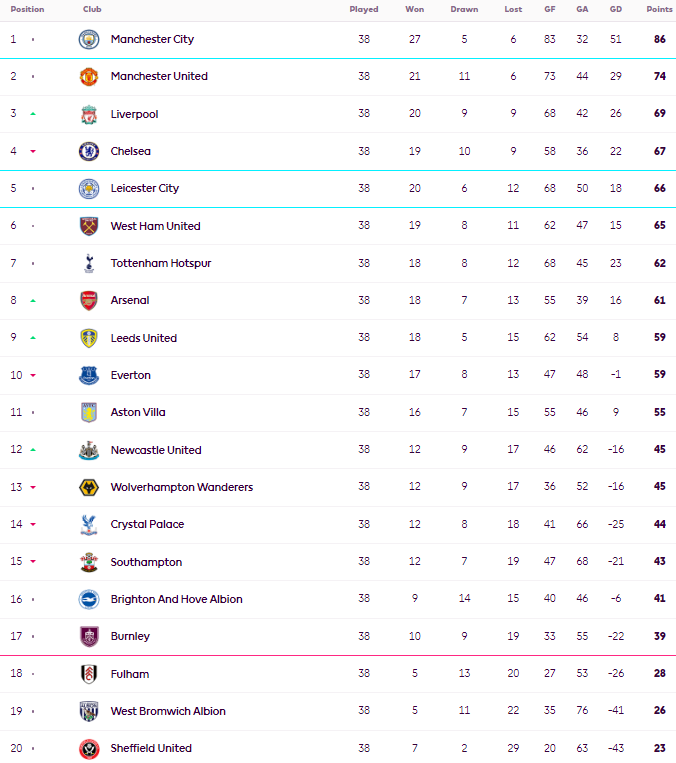 Position Club Played Won Drawn Lost GF GA GD Points
1 Manchester City 38 27 5 6 83 32 51 86
2 Manchester United 38 21 11 6 73 44 29 74
3 Liverpool 38 20 9 9 68 42 26 69
4 Chelsea 38 19 10 9 58 36 22 67
5 Leicester City 38 20 6 12 68 50 18 66
6 West Ham United 38 19 8 11 62 47 15 65
7 Tottenham Hotspur 38 18 8 12 68 45 23 62
8 Arsenal 38 18 7 13 55 39 16 61
9 Leeds United 38 18 5 15 62 54 8 59
10 Everton 38 17 8 13 47 48 -1 59
11 Aston Villa 38 16 7 15 55 46 9 55
12 Newcastle United 38 12 9 17 46 62 -16 45
13 Wolverhampton Wanderers 38 12 9 17 36 52 -16 45
14 Crystal Palace 38 12 8 18 41 66 -25 44
15 Southampton 38 12 7 19 47 68 -21 43
16 Brighton And Hove Albion 38 9 14 15 40 46 -6 41
17 Burnley 38 10 9 19 33 55 -22 39
18 Fulham 38 5 13 20 27 53 -26 28
19 West Bromwich Albion 38 5 11 22 35 76 -41 26
20 Sheffield United 38 7 2 29 20 63 -43 23